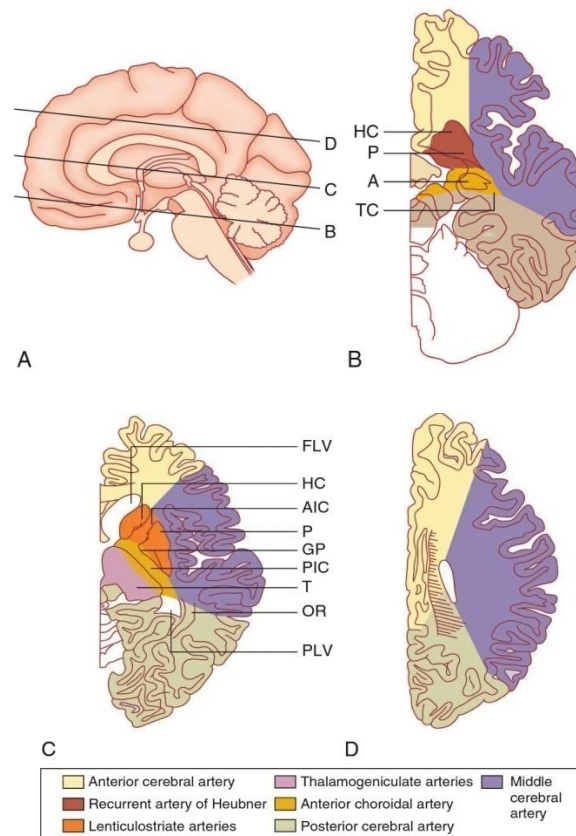 D
C
B
A
HC
P
A
TC
B
FLV
HC
AIC
P
GP
PIC
T
OR
PLV
C
D
Anterior cerebral artery
Recurrent artery of Heubner
Lenticulostriate arteries
Thalamogeniculate arteries
Anterior choroidal artery
Posterior cerebral artery
Middle
cerebral
artery